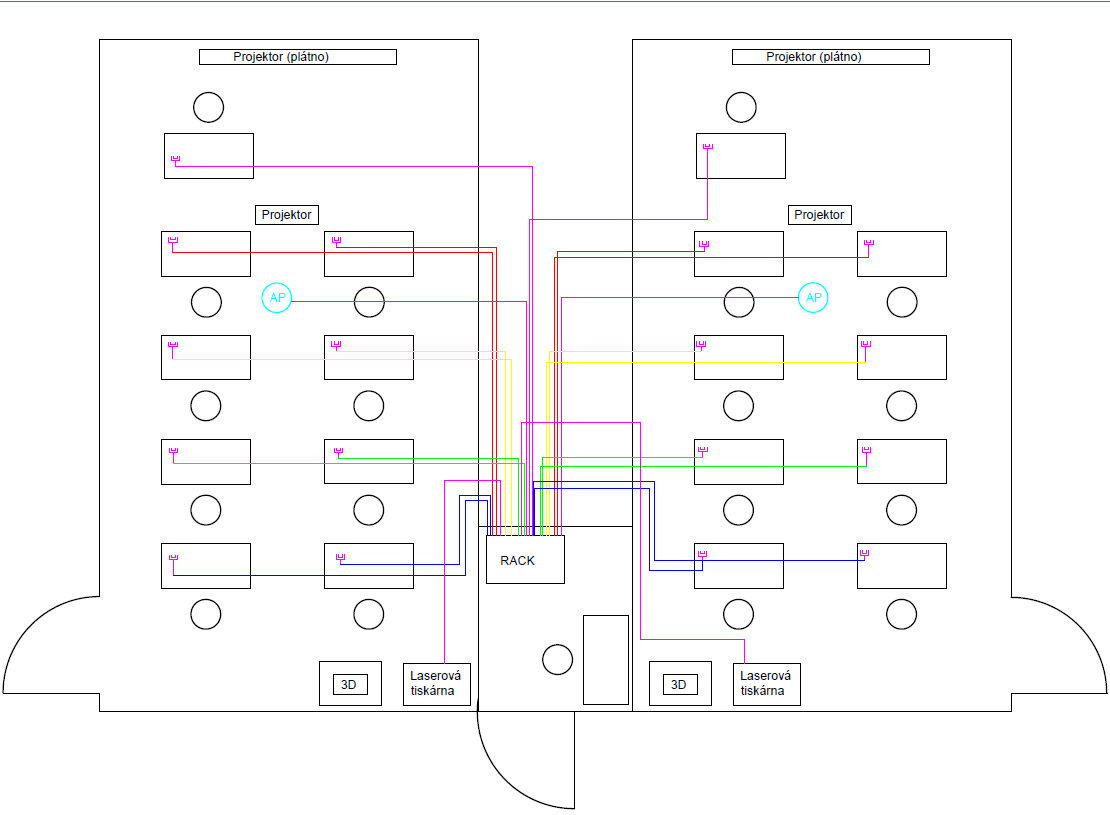 Projektor (plátno)
Projektor (plátno)
Projektor
Projektor
AP
AP
RACK
3D
Laserová
tiskárna
3D
Laserová
tiskárna